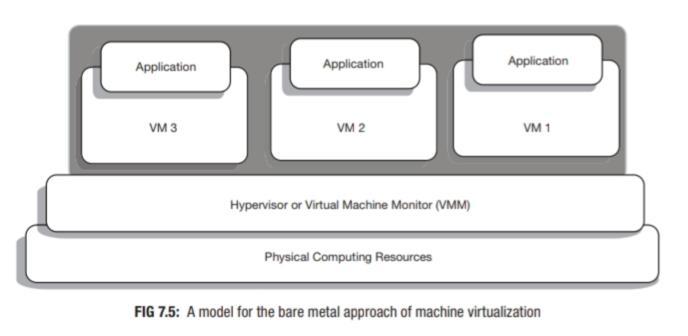 Application
Application
Application
VM 3
VM 2
VM 1
Hypervisor or Virtual Machine Monitor (VMM)
Physical Computing Resources
FIG 7.5: A model for the bare metal approach of machine virtualization